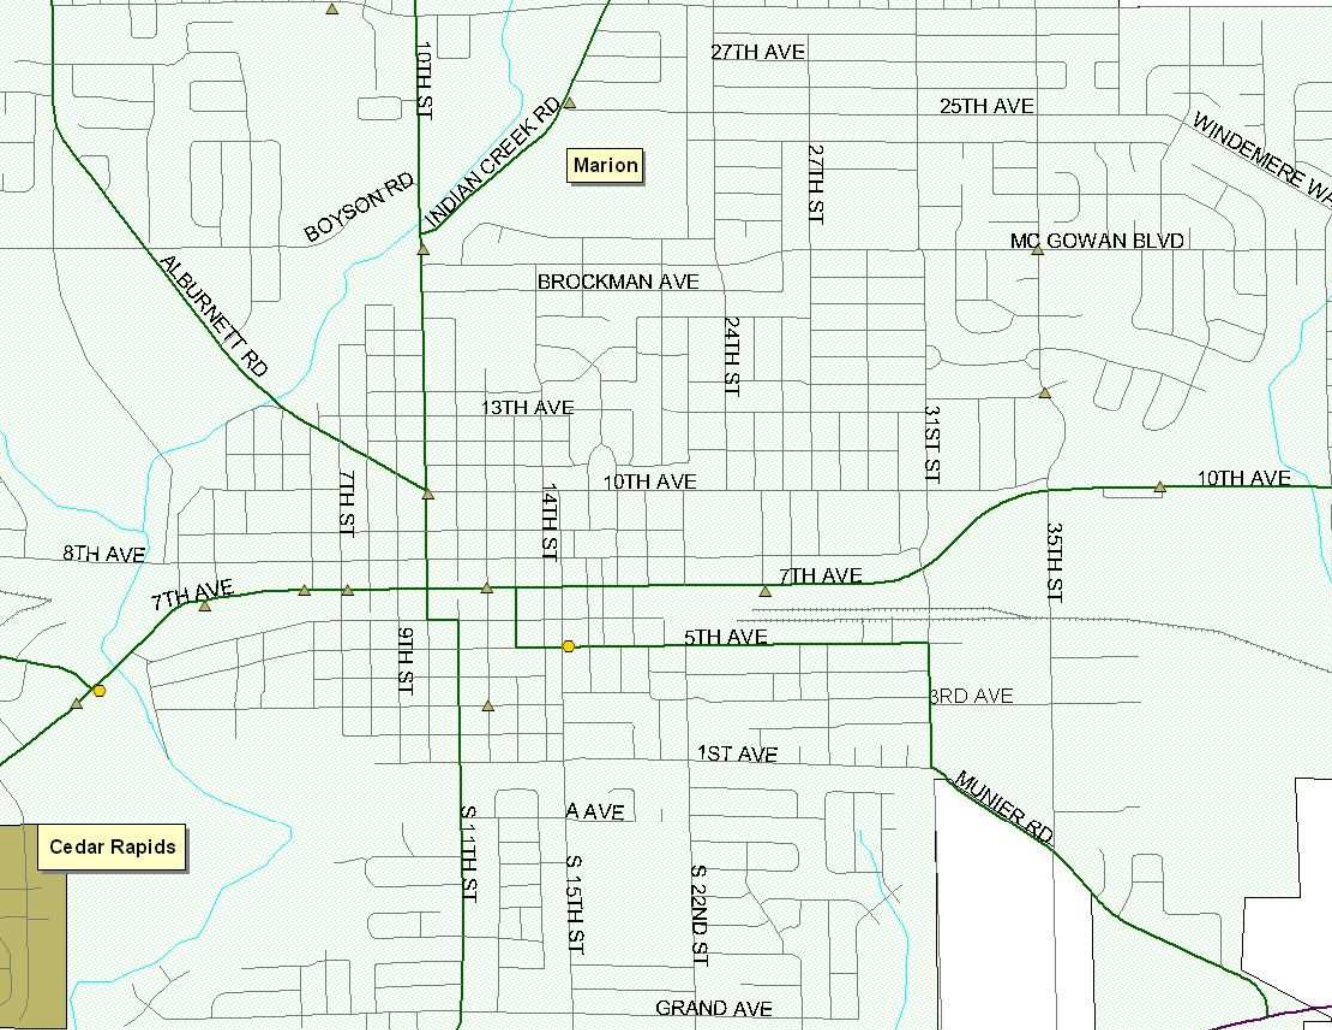 27TH AVE
10TH ST
25TH AVE
INDIAN CREEK RD
WINDEMERE WA
Marion
27TH ST
BOYSON RD
MC GOWAN BLVD
ALBURNETT RD
BROCKMAN AVE
24TH ST
13TH AVE
31ST ST
7TH ST
14TH ST
10TH AVE
10TH AVE
35TH ST
8TH AVE
7TH AVE
7TH AVE
9TH ST
5TH AVE
3RD AVE
1ST AVE
MUNIER RD
A AVE
S 11TH ST
Cedar Rapids
S 15TH ST
S 22ND ST
GRAND AVE